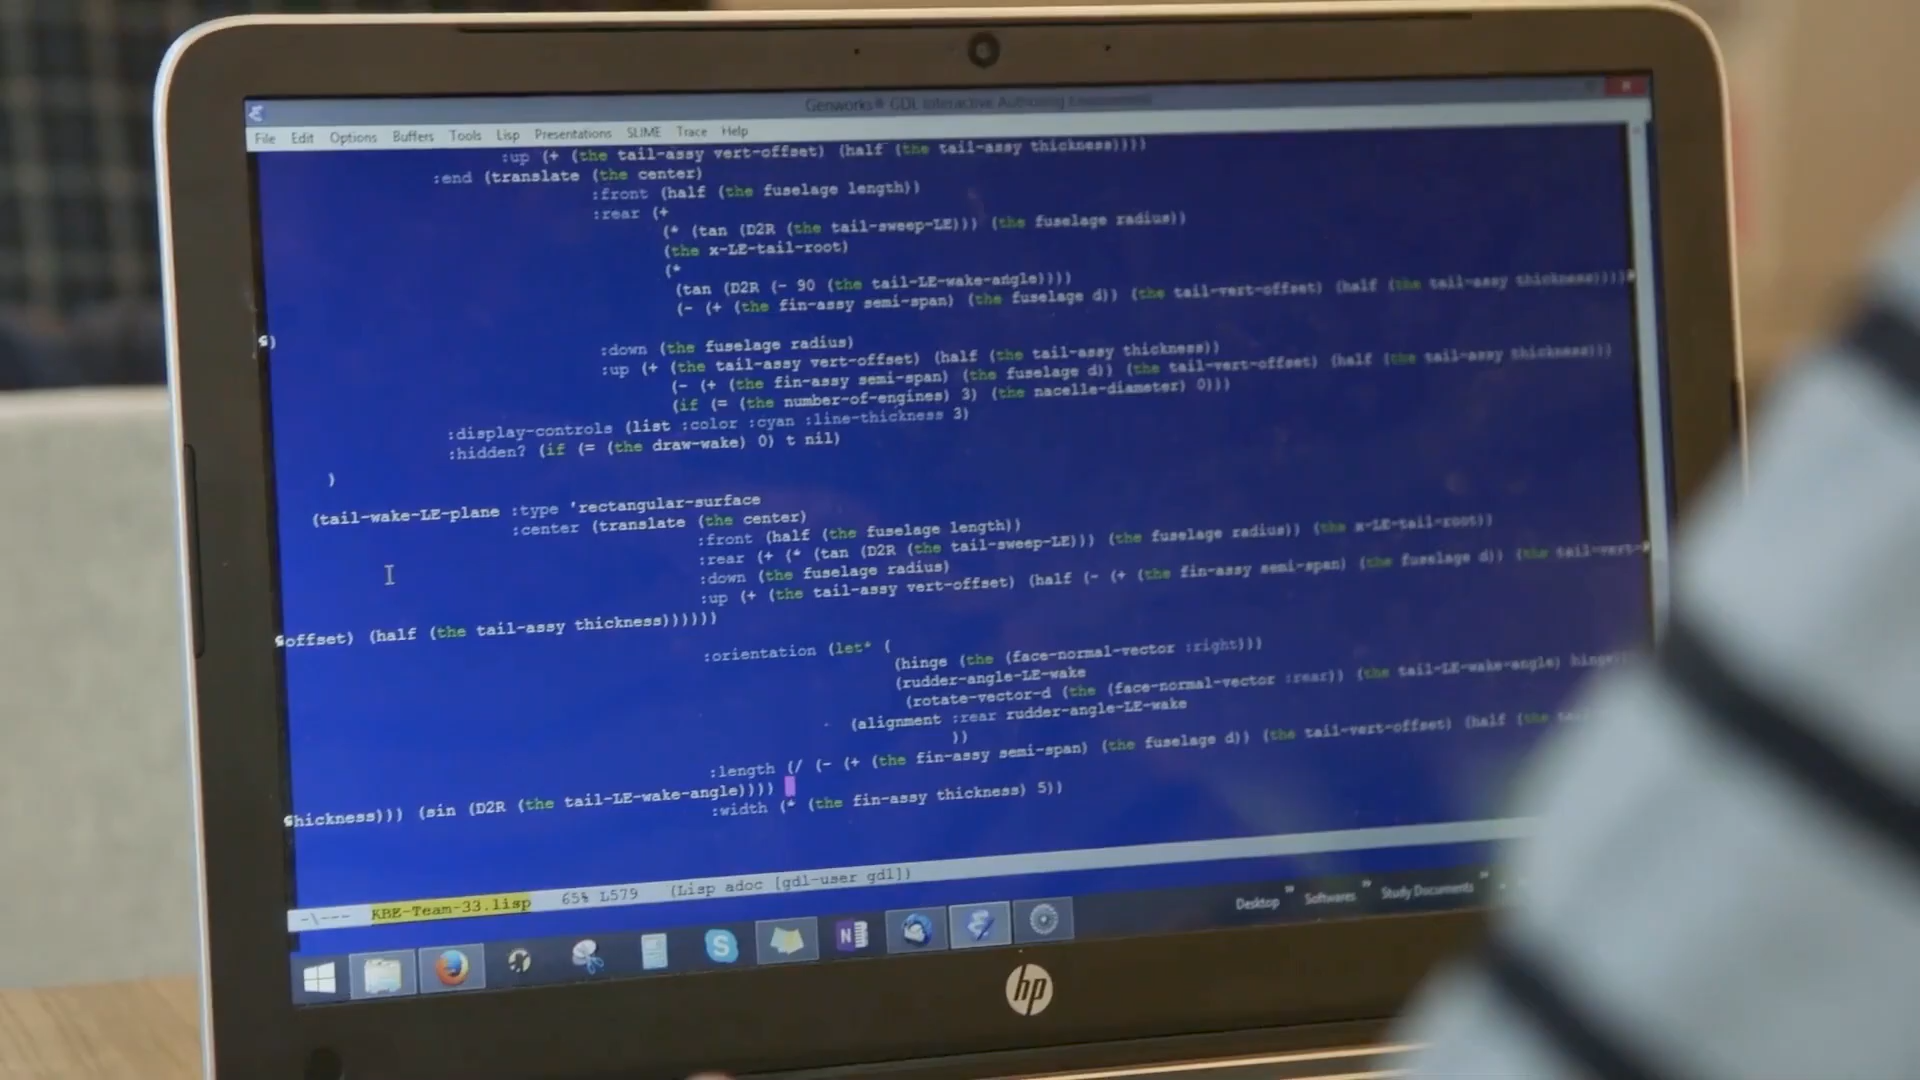 Genworks® GDL Interactive Authoring Environment
File Edit Options Buffers Tools Lisp Presentations SLIME Trace Help
:up (+ (the tail-assy vert-offset) (half (the tail-assy thickness))))
:end (translate (the center)
:front (half (the fuselage length))
:rear (+
(* (tan (D2R (the tail-sweep-LE))) (the fuselage radius))
(the x-LE-tail-root)
(*
(tan (D2R (- 90 (the tail-LE-wake-angle))))
(- (+ (the fin-assy semi-span) (the fuselage d)) (the tail-vert-offset) (half (the tail-assy thickness))))
)
:down (the fuselage radius)
:up (+ (the tail-assy vert-offset) (half (the tail-assy thickness))
(- (+ (the fin-assy semi-span) (the fuselage d)) (the tail-vert-offset) (half (the tail-assy thickness)))
(if (= (the number-of-engines) 3) (the nacelle-diameter) 0)))
:display-controls (list :color :cyan :line-thickness 3)
:hidden? (if (= (the draw-wake) 0) t nil)
)
(tail-wake-LE-plane :type 'rectangular-surface
:center (translate (the center)
:front (half (the fuselage length))
:rear (+ (* (tan (D2R (the tail-sweep-LE))) (the fuselage radius)) (the x-LE-tail-root))
:down (the fuselage radius)
:up (+ (the tail-assy vert-offset) (half (- (+ (the fin-assy semi-span) (the fuselage d)) (the tail-vert-
offset) (half (the tail-assy thickness))))))
:orientation (let* (
(hinge (the (face-normal-vector :right)))
(rudder-angle-LE-wake
(rotate-vector-d (the (face-normal-vector :rear)) (the tail-LE-wake-angle) hinge
(alignment :rear rudder-angle-LE-wake
))
:length (/ (- (+ (the fin-assy semi-span) (the fuselage d)) (the tail-vert-offset) (half (the
hickness))) (sin (D2R (the tail-LE-wake-angle))))
:width (* (the fin-assy thickness) 5))
-\--- KBE-Team-33.lisp 65% L579 (Lisp adoc [gdl-user gdl])
Desktop Softwares Study Documents
hp